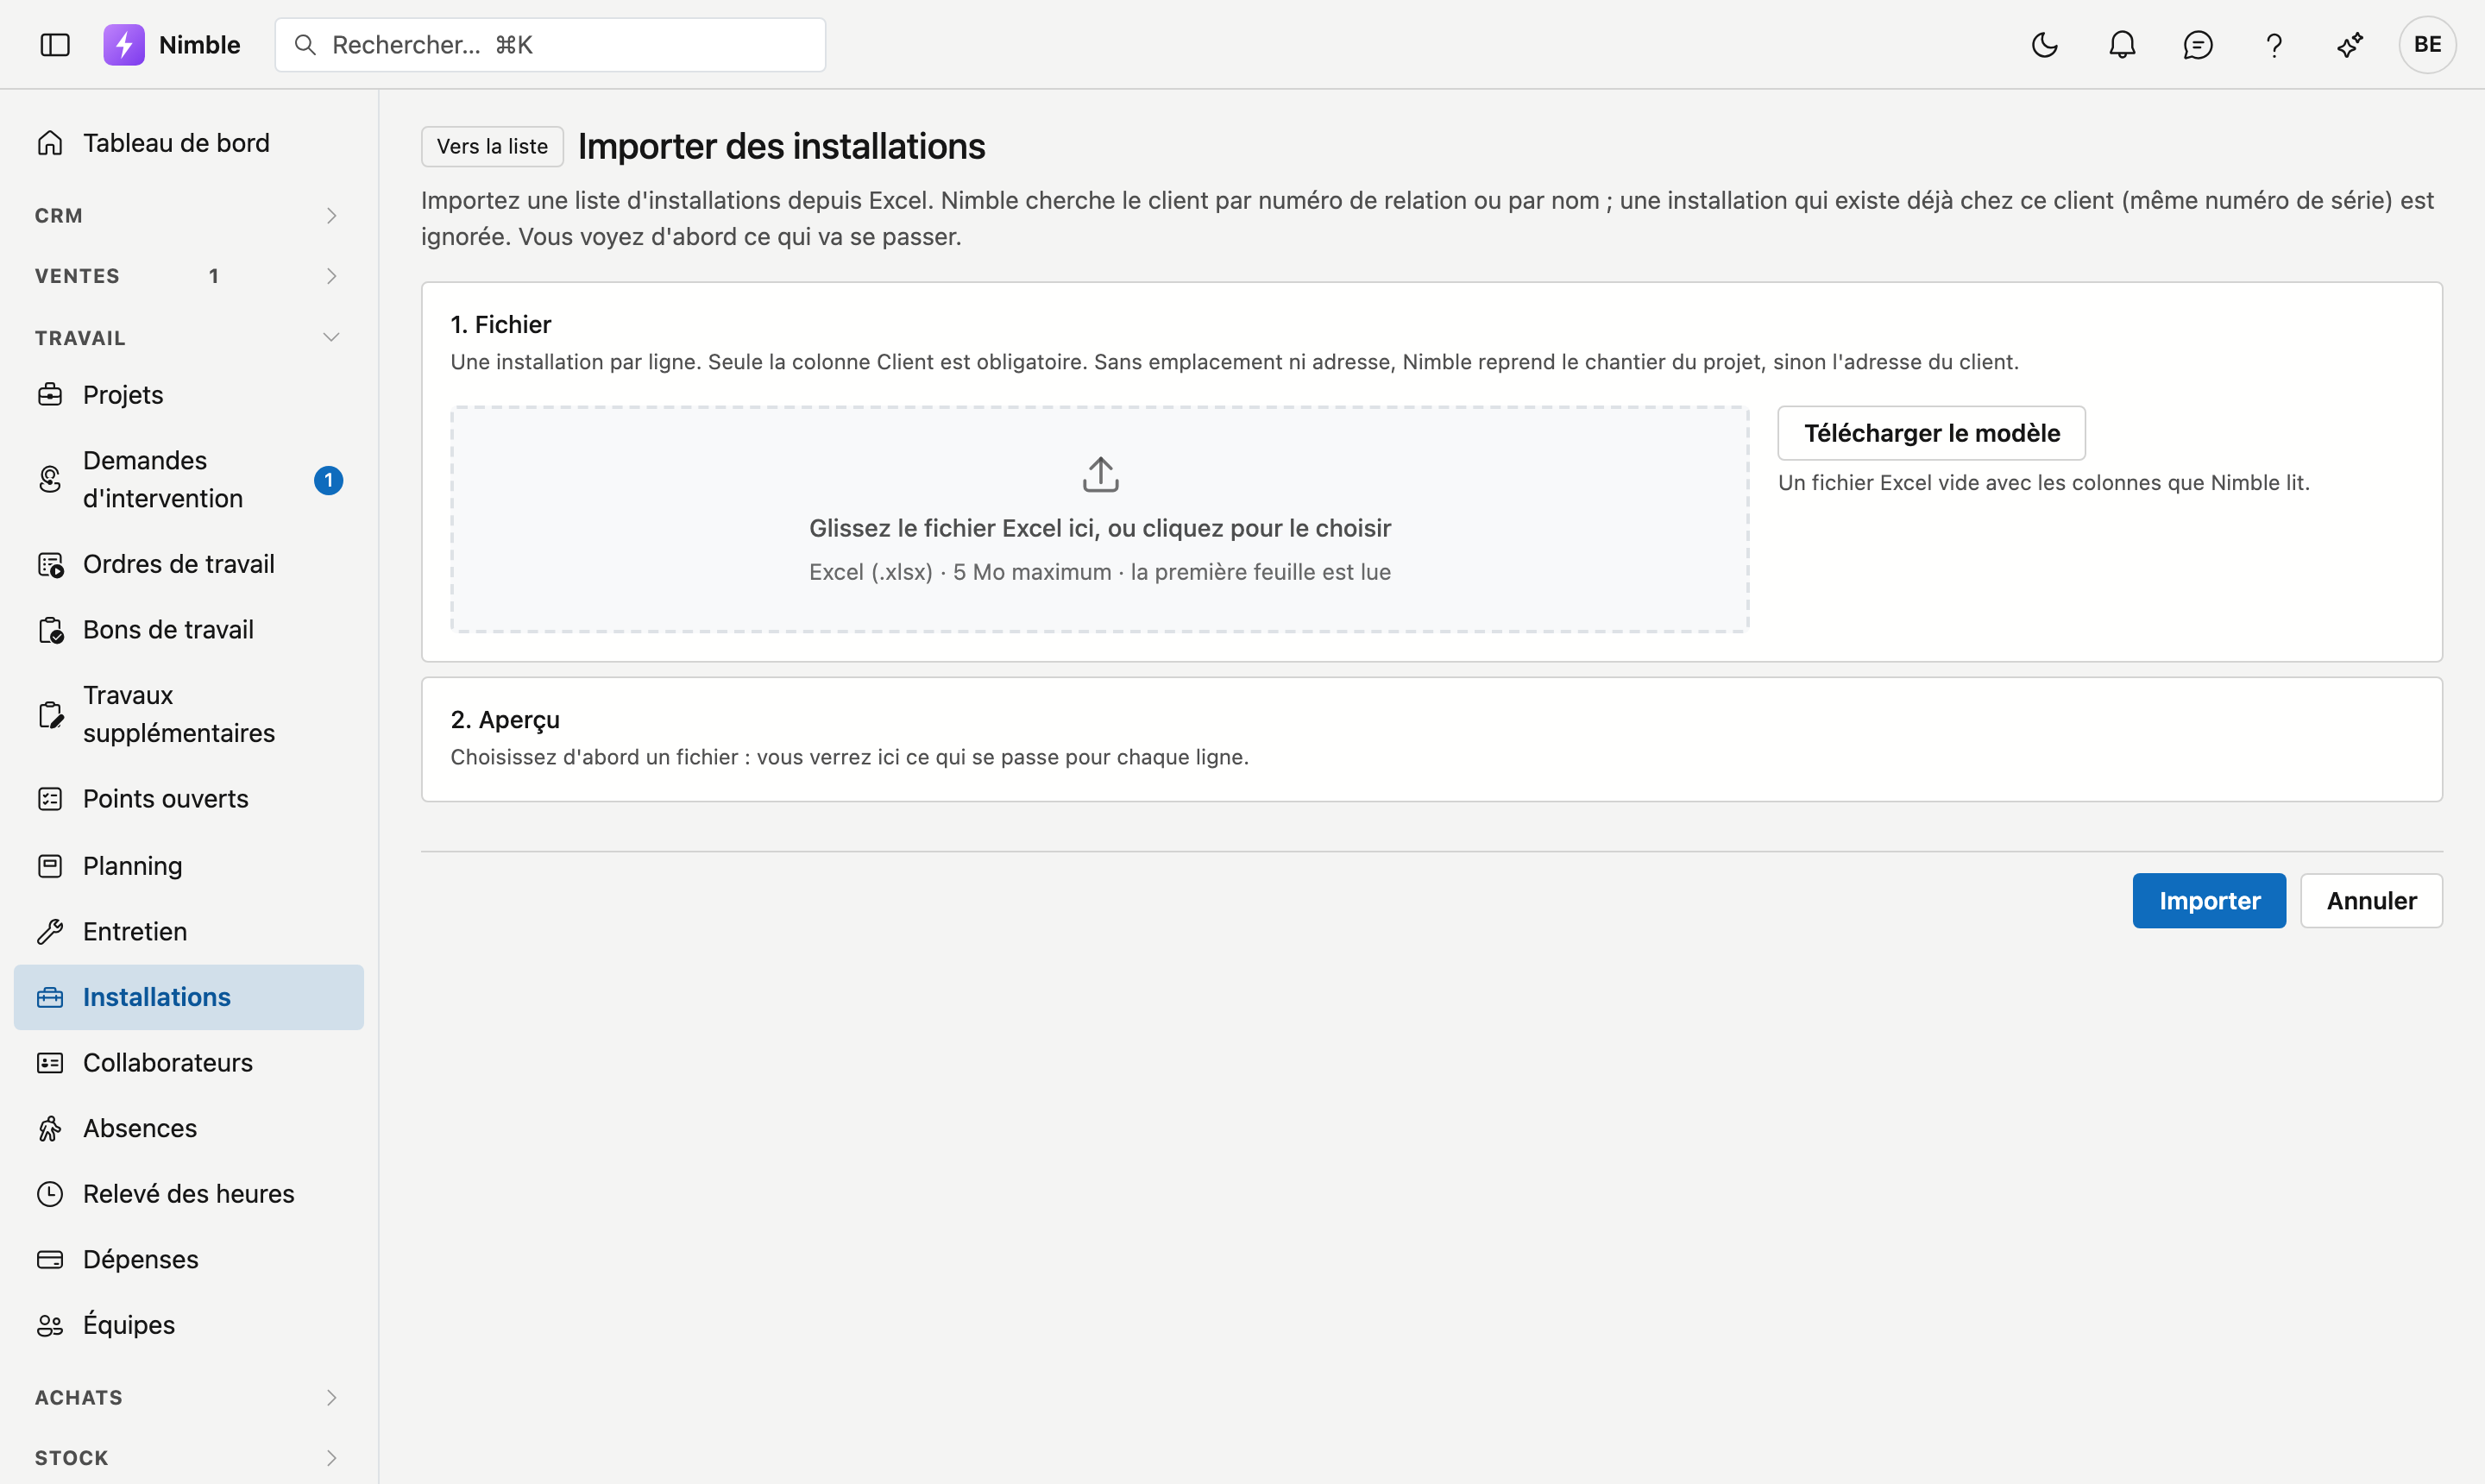 Nimble
Rechercher... ⌘K
BE
Tableau de bord
CRM
VENTES 1
TRAVAIL
Projets
Demandes
d'intervention
1
Ordres de travail
Bons de travail
Travaux
supplémentaires
Points ouverts
Planning
Entretien
Installations
Collaborateurs
Absences
Relevé des heures
Dépenses
Équipes
ACHATS
STOCK
Vers la liste
Importer des installations
Importez une liste d'installations depuis Excel. Nimble cherche le client par numéro de relation ou par nom ; une installation qui existe déjà chez ce client (même numéro de série) est
ignorée. Vous voyez d'abord ce qui va se passer.
1. Fichier
Une installation par ligne. Seule la colonne Client est obligatoire. Sans emplacement ni adresse, Nimble reprend le chantier du projet, sinon l'adresse du client.
Glissez le fichier Excel ici, ou cliquez pour le choisir
Excel (.xlsx) · 5 Mo maximum · la première feuille est lue
Télécharger le modèle
Un fichier Excel vide avec les colonnes que Nimble lit.
2. Aperçu
Choisissez d'abord un fichier : vous verrez ici ce qui se passe pour chaque ligne.
Importer
Annuler